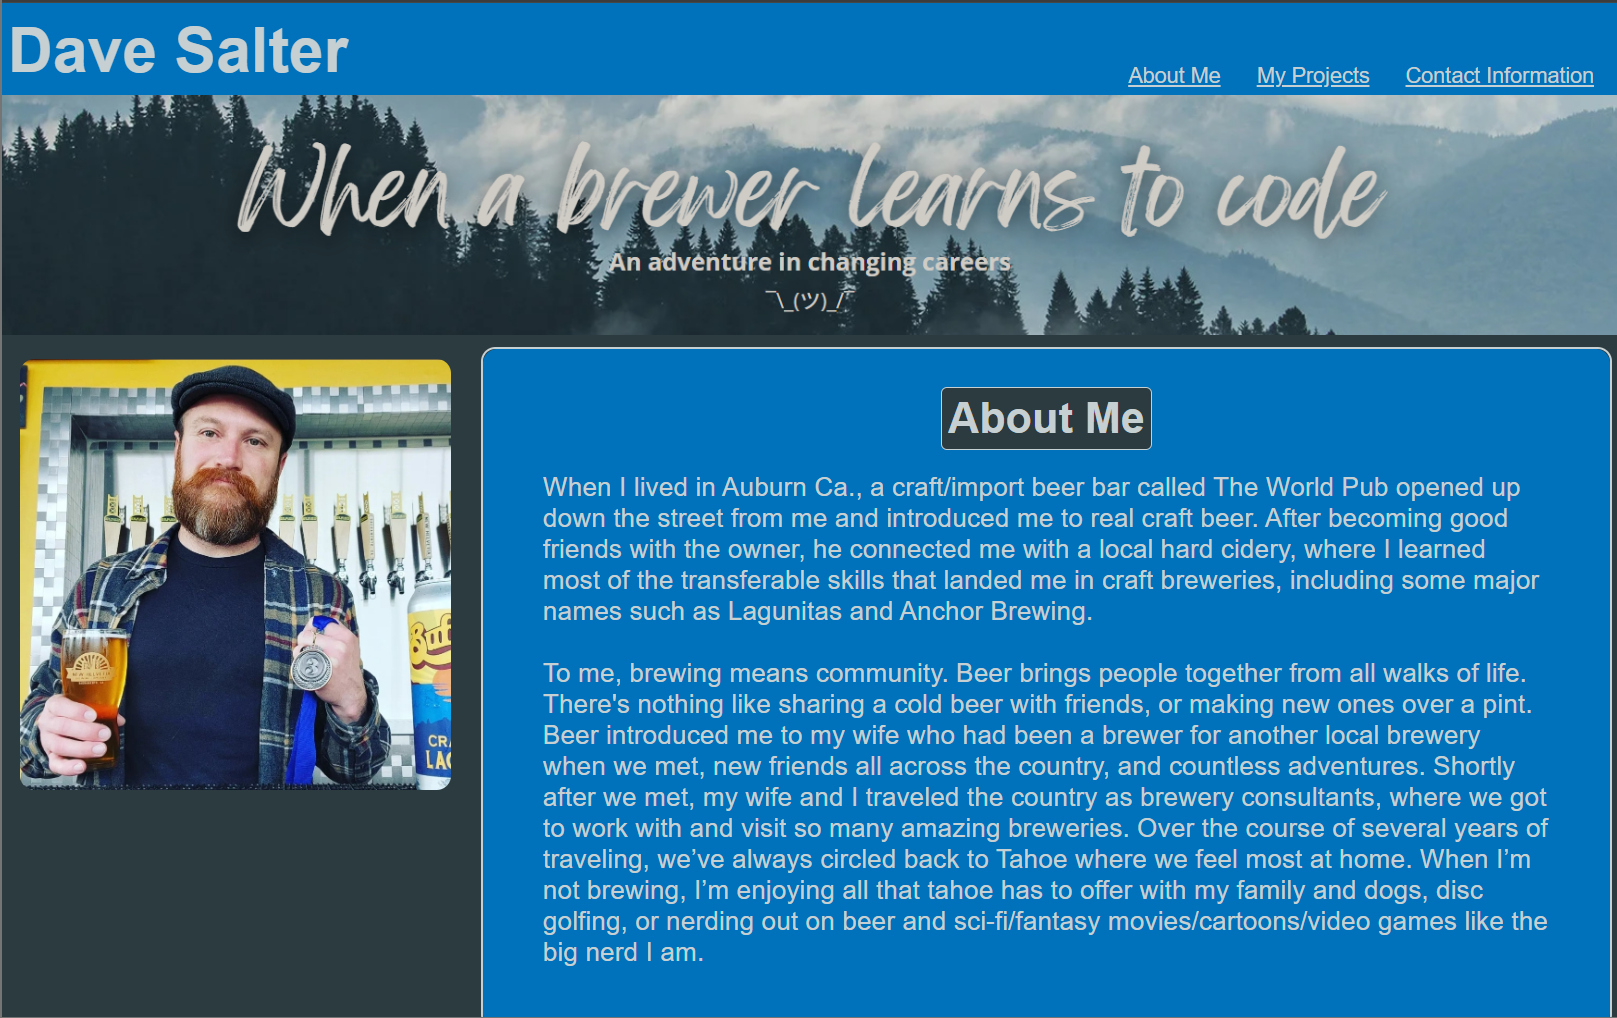 Dave Salter
About Me My Projects Contact Information
When a brewer learns to code
An adventure in changing careers
¯\_(ツ)_/¯
About Me
When I lived in Auburn Ca., a craft/import beer bar called The World Pub opened up
down the street from me and introduced me to real craft beer. After becoming good
friends with the owner, he connected me with a local hard cidery, where I learned
most of the transferable skills that landed me in craft breweries, including some major
names such as Lagunitas and Anchor Brewing.
To me, brewing means community. Beer brings people together from all walks of life.
There's nothing like sharing a cold beer with friends, or making new ones over a pint.
Beer introduced me to my wife who had been a brewer for another local brewery
when we met, new friends all across the country, and countless adventures. Shortly
after we met, my wife and I traveled the country as brewery consultants, where we got
to work with and visit so many amazing breweries. Over the course of several years of
traveling, we’ve always circled back to Tahoe where we feel most at home. When I’m
not brewing, I’m enjoying all that tahoe has to offer with my family and dogs, disc
golfing, or nerding out on beer and sci-fi/fantasy movies/cartoons/video games like the
big nerd I am.